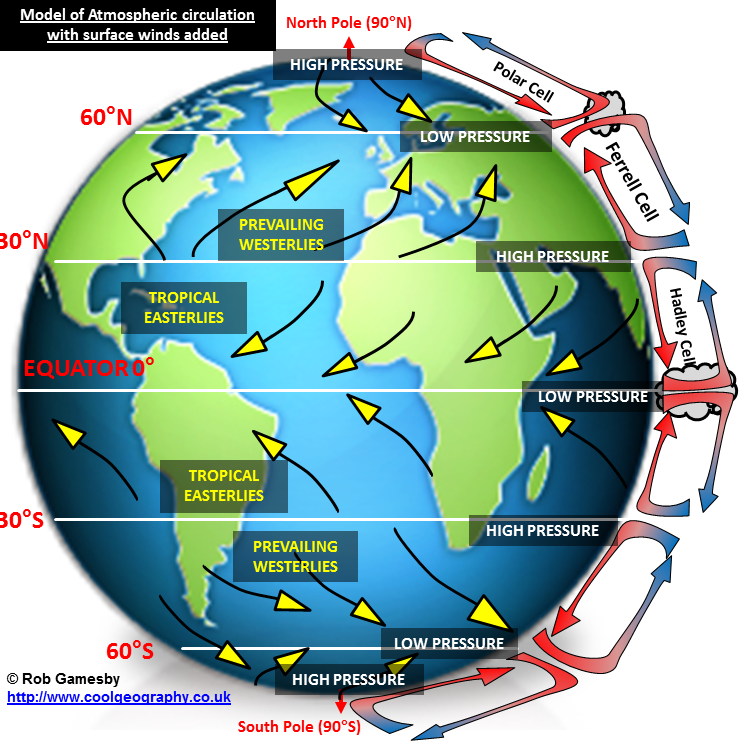 Model of Atmospheric circulation
with surface winds added
North Pole (90°N)
HIGH PRESSURE
Polar Cell
60°N
LOW PRESSURE
Ferrell Cell
PREVAILING
WESTERLIES
30°N
HIGH PRESSURE
TROPICAL
EASTERLIES
Hadley Cell
EQUATOR 0°
LOW PRESSURE
TROPICAL
EASTERLIES
30°S
HIGH PRESSURE
PREVAILING
WESTERLIES
LOW PRESSURE
60°S
HIGH PRESSURE
© Rob Gamesby
http://www.coolgeography.co.uk
South Pole (90°S)